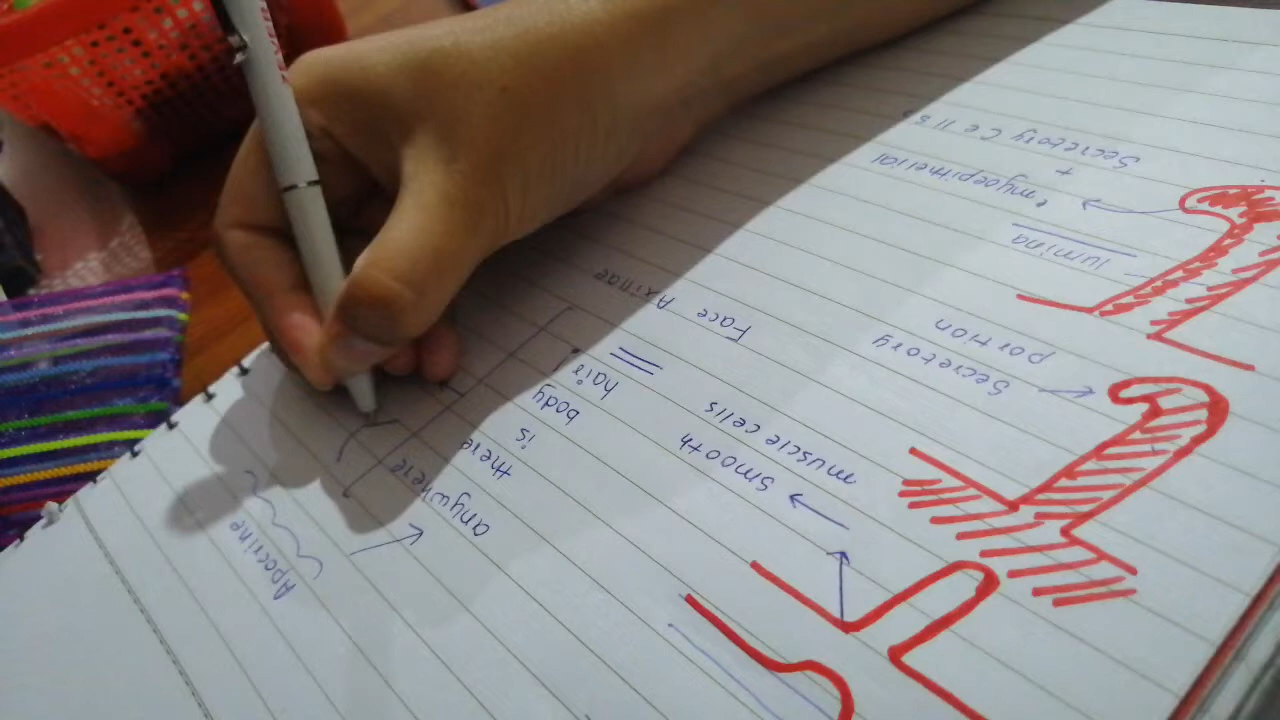 Apocrine
anywhere
there
is
body
hair
Face Axillae
smooth
muscle cells
Secretory
portion
lumina
myoepithelial
+
Secretory Cells